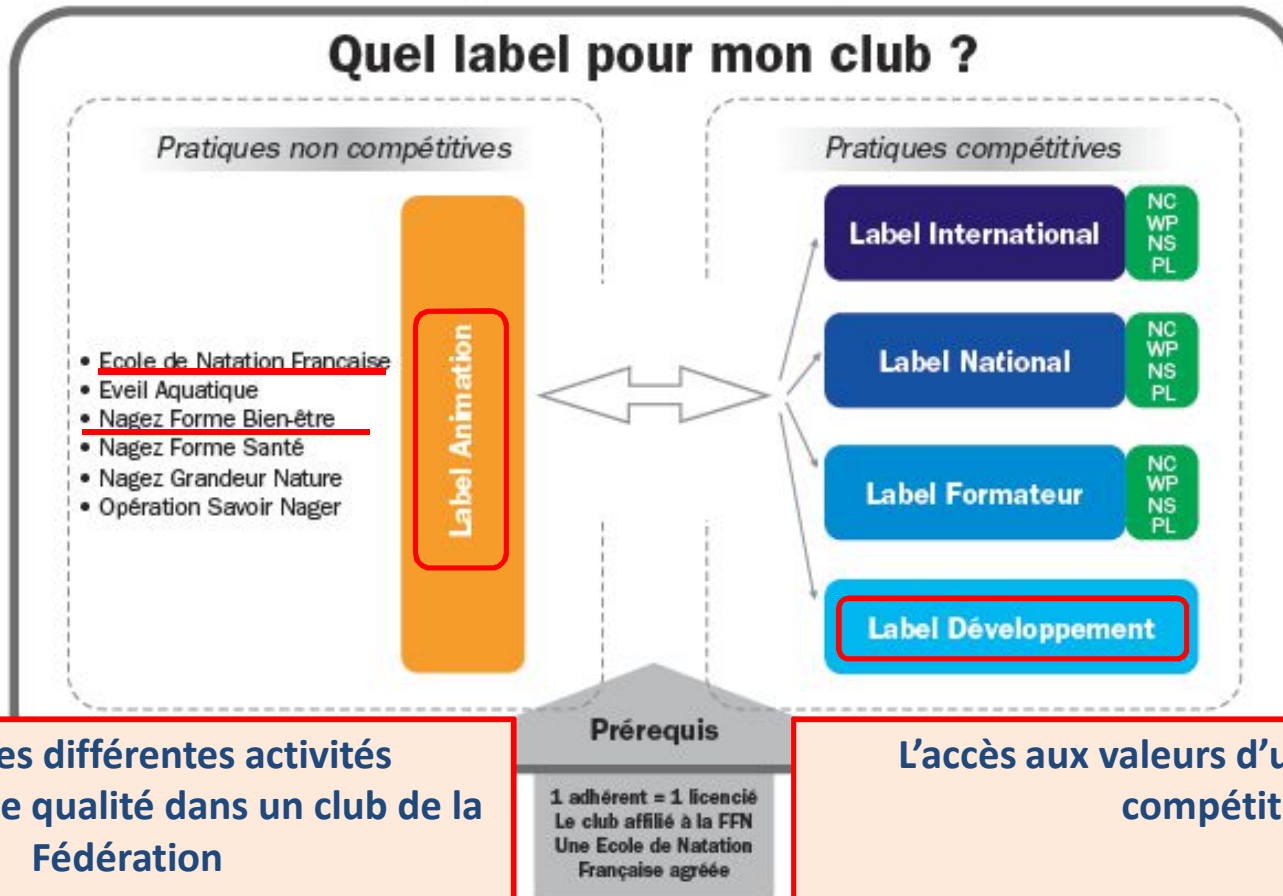 Quel label pour mon club ?
Pratiques non compétitives
• Ecole de Natation Française
• Eveil Aquatique
• Nagez Forme Bien-être
• Nagez Forme Santé
• Nagez Grandeur Nature
• Opération Savoir Nager
Label Animation
Pratiques compétitives
Label International
NC
WP
NS
PL
Label National
NC
WP
NS
PL
Label Formateur
NC
WP
NS
PL
Label Développement
Prérequis
1 adhérent = 1 licencié
Le club affilié à la FFN
Une Ecole de Natation
Française agréée
es différentes activités
e qualité dans un club de la
Fédération
L’accès aux valeurs d’u
compétit